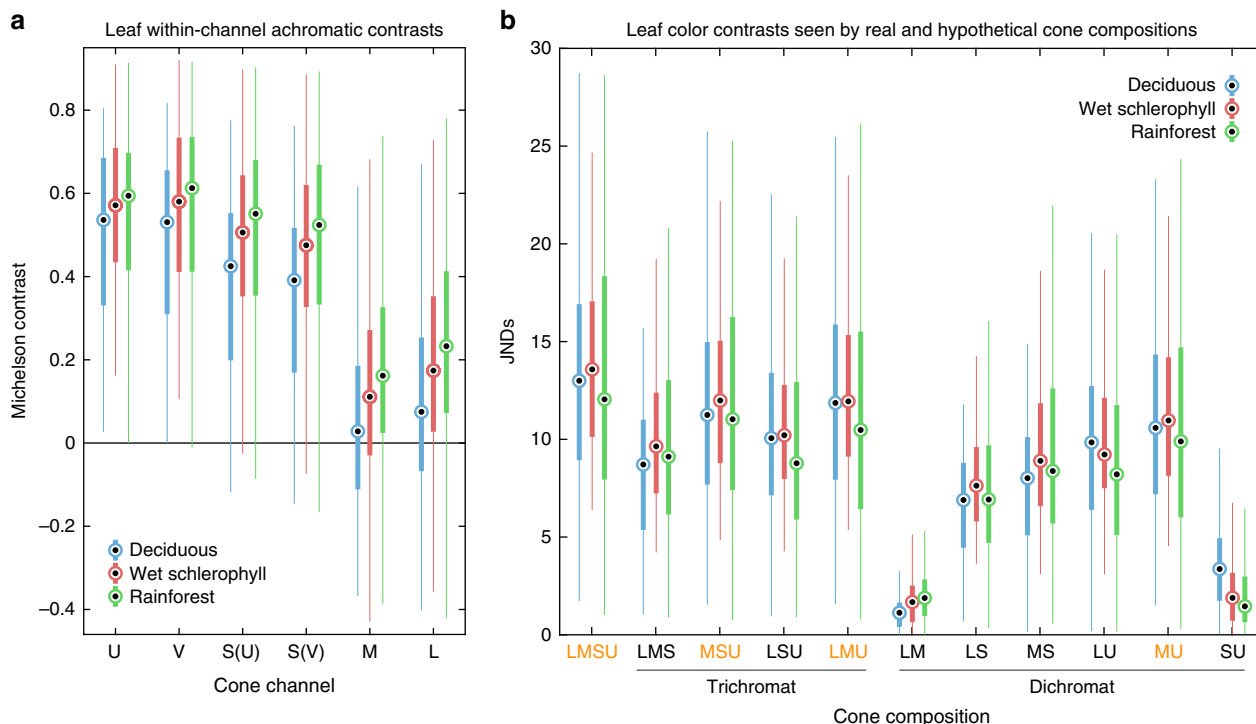 a
Leaf within-channel achromatic contrasts
0.8
0.6
0.4
0.2
0
−0.2
−0.4
Michelson contrast
Deciduous
Wet schlerophyll
Rainforest
U V S(U) S(V) M L
Cone channel
b
Leaf color contrasts seen by real and hypothetical cone compositions
30
25
20
15
10
5
0
JNDs
Deciduous
Wet schlerophyll
Rainforest
LMSU LMS MSU LSU LMU LM LS MS LU MU SU
Trichromat Dichromat
Cone composition